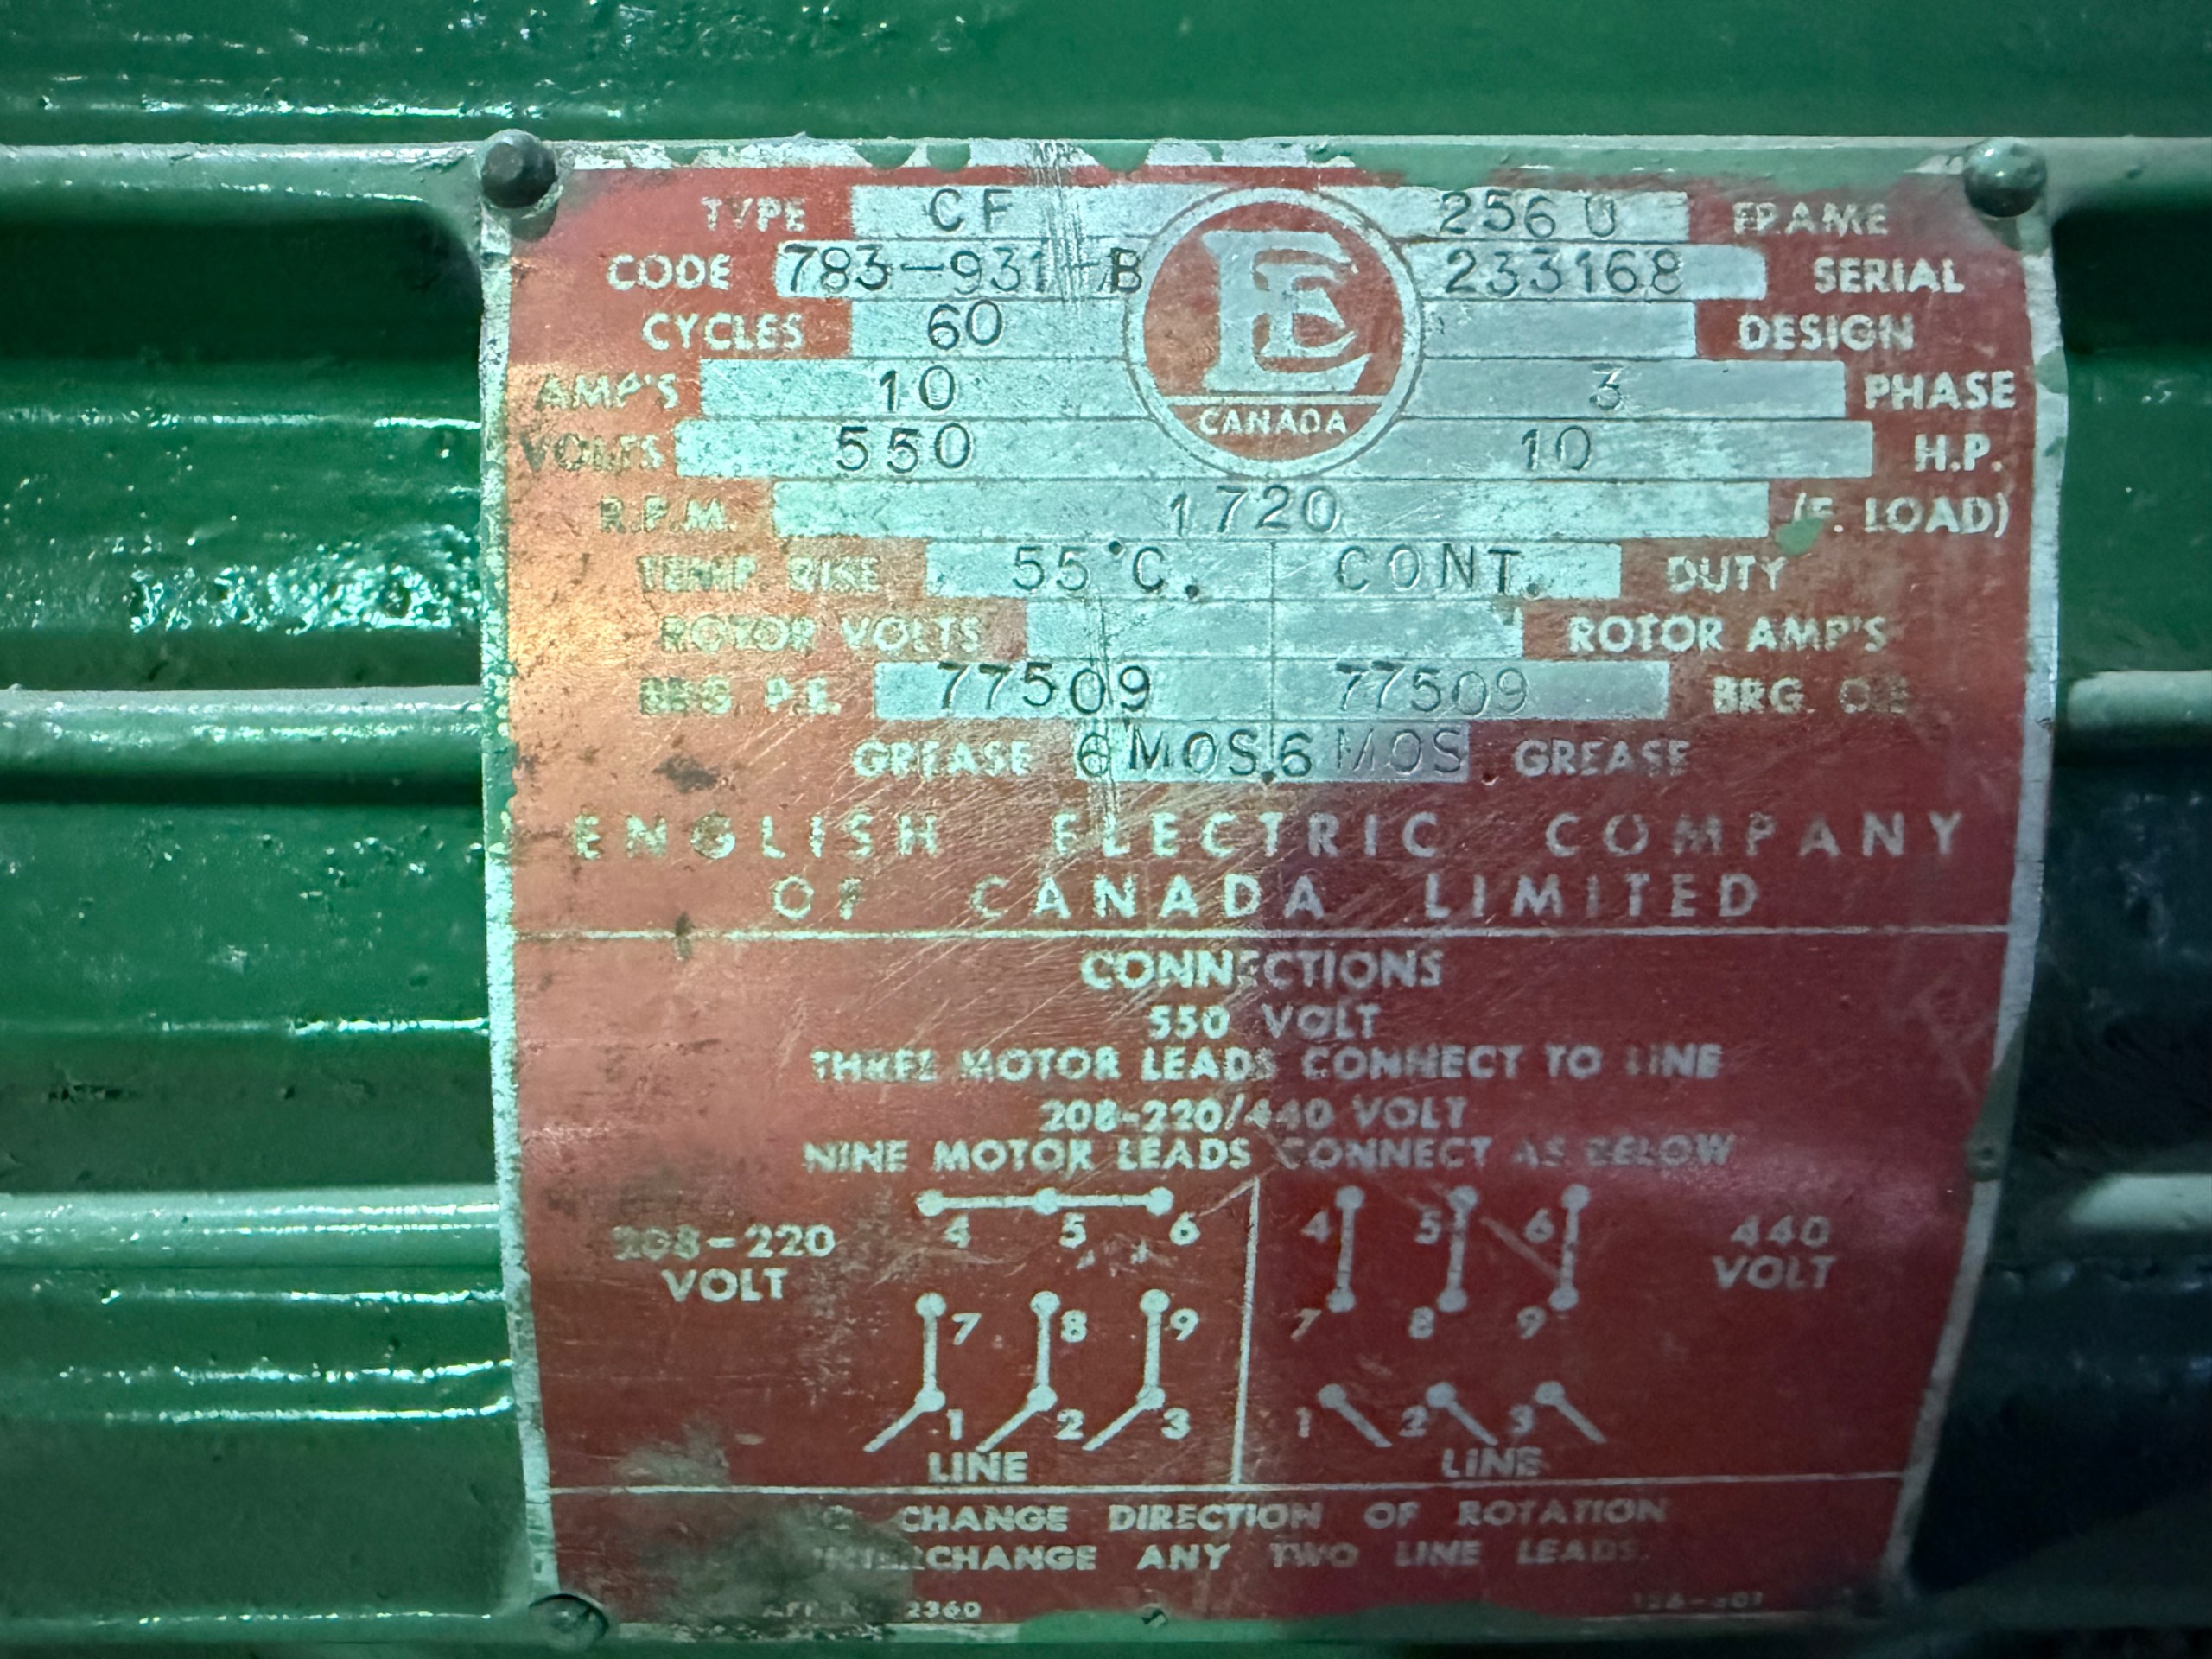 TYPE CF 256 U FRAME
CODE 783-931-B 233168 SERIAL
CYCLES 60 DESIGN
AMP'S 10 3 PHASE
EE
CANADA
VOLTS 550 10 H.P.
R.P.M. 1720 (F. LOAD)
TEMP. RISE 55°C. CONT. DUTY
ROTOR VOLTS ROTOR AMP'S
BRG P.E. 77509 77509 BRG. O.E
GREASE 6 MOS. 6 MOS GREASE
ENGLISH ELECTRIC COMPANY
OF CANADA LIMITED
CONNECTIONS
550 VOLT
THREE MOTOR LEADS CONNECT TO LINE
208-220/440 VOLT
NINE MOTOR LEADS CONNECT AS BELOW
208-220 VOLT
4 5 6
7 8 9
1 2 3
LINE
4 5 6
7 8 9
1 2 3
LINE
440 VOLT
TO CHANGE DIRECTION OF ROTATION
INTERCHANGE ANY TWO LINE LEADS.
2360